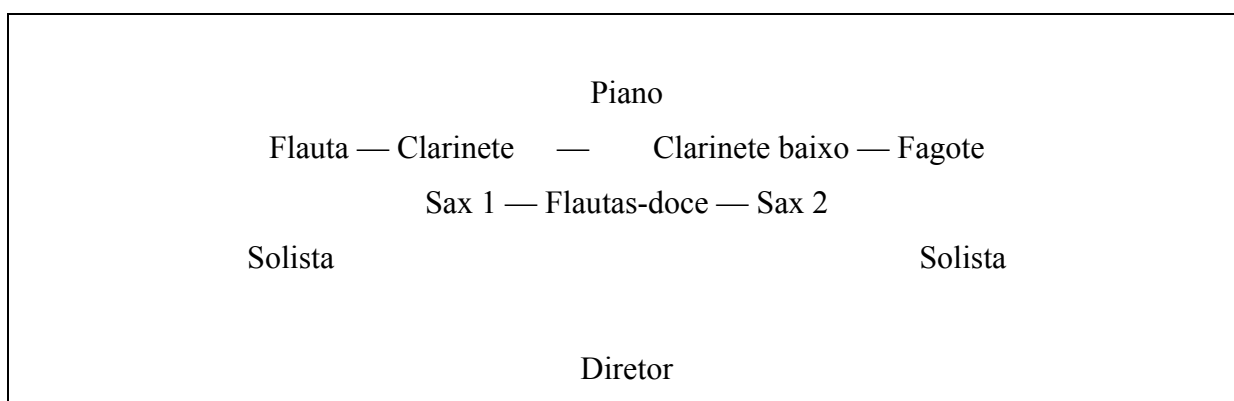 Piano
Flauta — Clarinete — Clarinete baixo — Fagote
Sax 1 — Flautas-doce — Sax 2
Solista Solista
Diretor